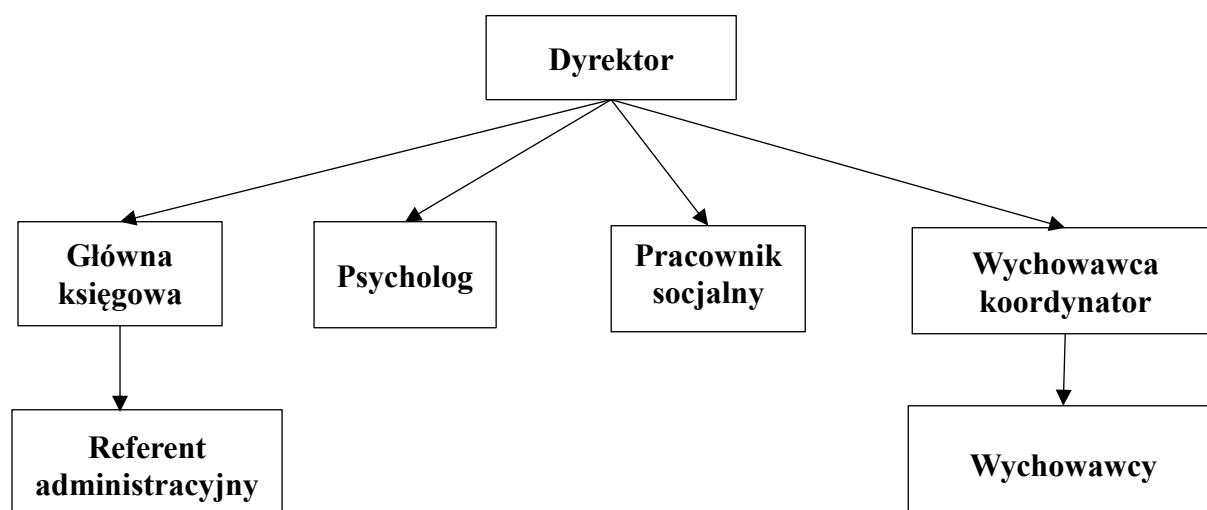 Dyrektor
Główna
księgowa
Psycholog
Pracownik
socjalny
Wychowawca
koordynator
Referent
administracyjny
Wychowawcy